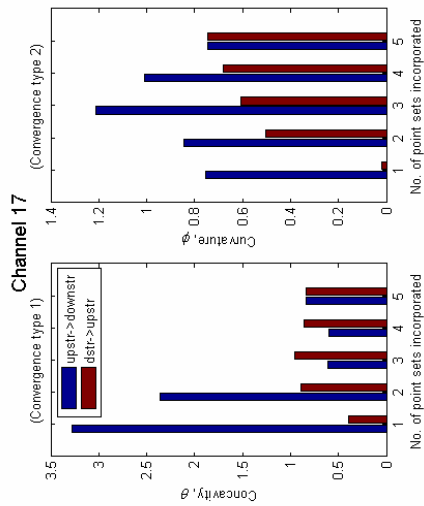 Channel 17
(Convergence type 1)
upstr->downstr
dstr->upstr
Concavity, θ
3.5
3
2.5
2
1.5
1
0.5
0
1 2 3 4 5
No. of point sets incorporated
(Convergence type 2)
Curvature, φ
1.4
1.2
1
0.8
0.6
0.4
0.2
0
1 2 3 4 5
No. of point sets incorporated